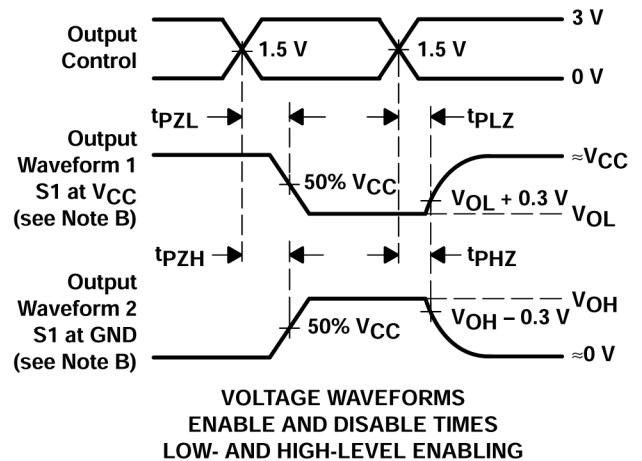 Output
Control
1.5 V
1.5 V
3 V
0 V
tPZL
tPLZ
Output
Waveform 1
S1 at VCC
(see Note B)
50% VCC
≈VCC
VOL + 0.3 V
VOL
tPZH
tPHZ
Output
Waveform 2
S1 at GND
(see Note B)
50% VCC
VOH
VOH – 0.3 V
≈0 V
VOLTAGE WAVEFORMS
ENABLE AND DISABLE TIMES
LOW- AND HIGH-LEVEL ENABLING